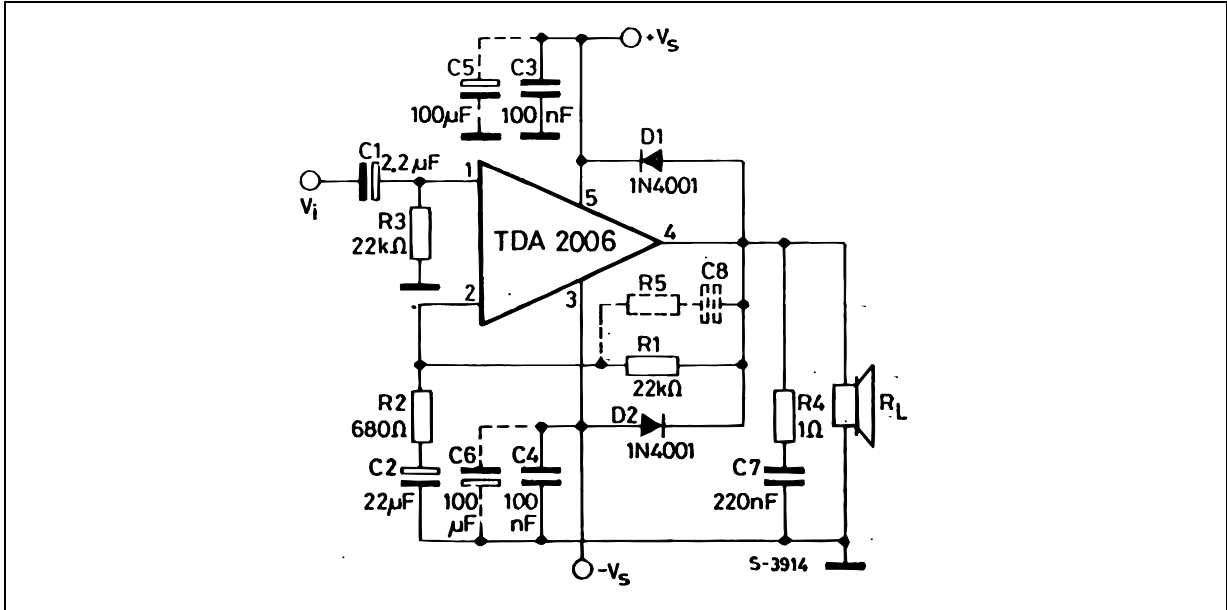 +Vs
C5
100µF
C3
100 nF
D1
1N4001
C1
2.2µF
Vi
1
R3
22kΩ
5
TDA 2006
4
2
3
R5
C8
R1
22kΩ
R2
680Ω
D2
1N4001
R4
1Ω
RL
C2
22µF
C6
100
µF
C4
100
nF
C7
220nF
-Vs
S-3914